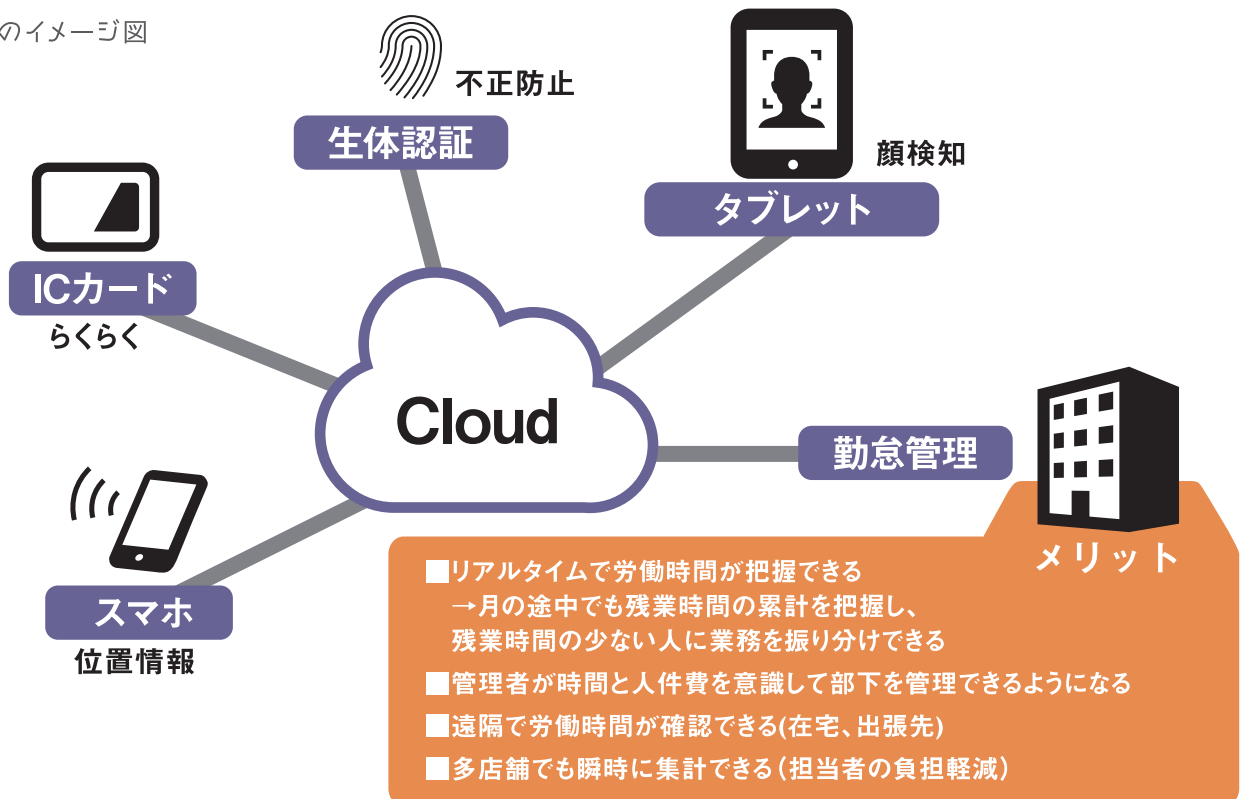 のイメージ図
不正防止
生体認証
顔検知
タブレット
ICカード
らくらく
Cloud
勤怠管理
スマホ
位置情報
メリット
■リアルタイムで労働時間が把握できる
→月の途中でも残業時間の累計を把握し、
残業時間の少ない人に業務を振り分けできる
■管理者が時間と人件費を意識して部下を管理できるようになる
■遠隔で労働時間が確認できる(在宅、出張先)
■多店舗でも瞬時に集計できる（担当者の負担軽減）